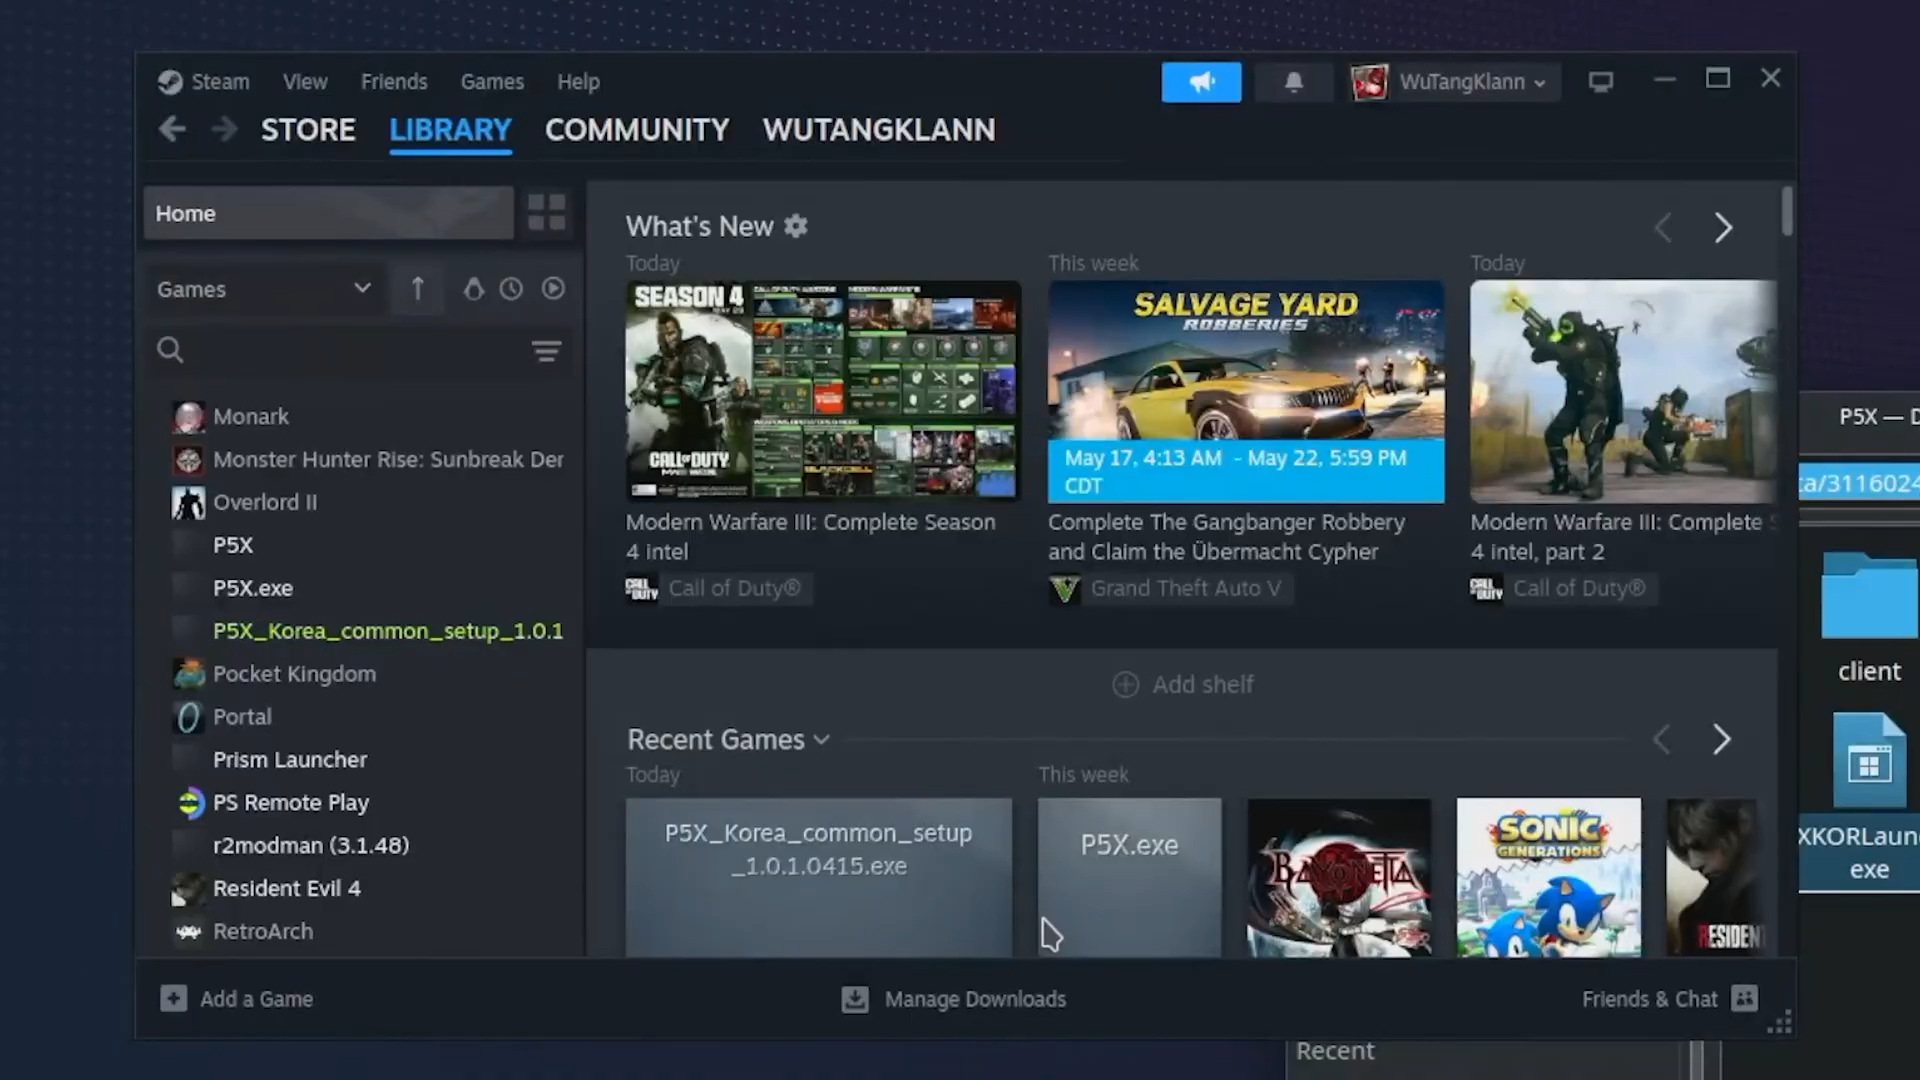 Steam View Friends Games Help WuTangKlann
STORE LIBRARY COMMUNITY WUTANGKLANN
Home
Games
Monark
Monster Hunter Rise: Sunbreak Der
Overlord II
P5X
P5X.exe
P5X_Korea_common_setup_1.0.1
Pocket Kingdom
Portal
Prism Launcher
PS Remote Play
r2modman (3.1.48)
Resident Evil 4
RetroArch
What's New
Today
SEASON 4
CALL OF DUTY
Modern Warfare III: Complete Season
4 intel
Call of Duty®
This week
SALVAGE YARD
ROBBERIES
May 17, 4:13 AM - May 22, 5:59 PM
CDT
Complete The Gangbanger Robbery
and Claim the Übermacht Cypher
Grand Theft Auto V
Today
Modern Warfare III: Complete
4 intel, part 2
Call of Duty®
Add shelf
Recent Games
Today
P5X_Korea_common_setup
_1.0.1.0415.exe
This week
P5X.exe
BAYONETTA
SONIC
GENERATIONS
RESIDEN
Add a Game
Manage Downloads
Friends & Chat
P5X — D
ta/3116024
client
XKORLaun
exe
Recent